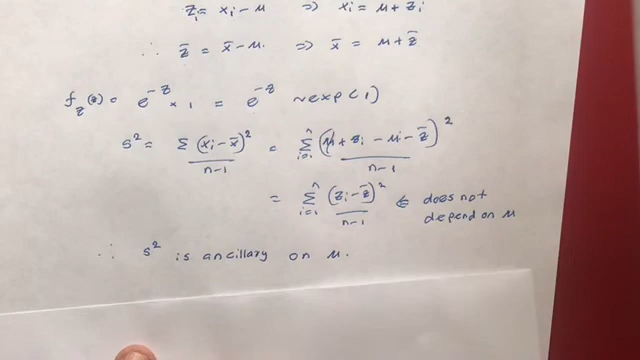 zᵢ = xᵢ − μ ⇒ xᵢ = μ + zᵢ
∴ z̄ = x̄ − μ. ⇒ x̄ = μ + z̄
f_z(z) = e^{-z} × 1 = e^{-z} ~ exp(1)
s² = Σ (xᵢ − x̄)² / n−1 = Σ_{i=1}^{n} (μ + zᵢ − μ − z̄)² / n−1
= Σ_{i=1}^{n} (zᵢ − z̄)² / n−1 ⇐ does not depend on μ
∴ s² is ancillary on μ.